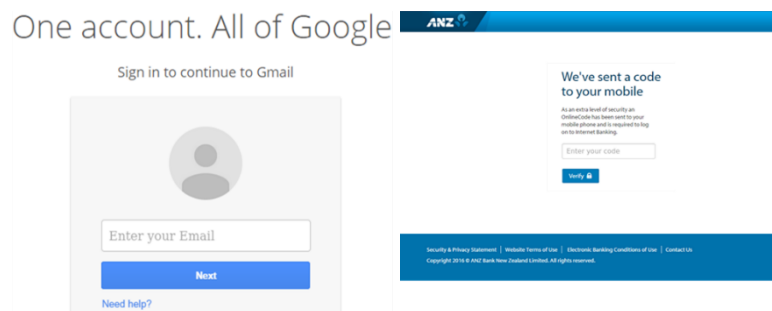 One account. All of Google
Sign in to continue to Gmail
Enter your Email
Next
Need help?
ANZ
We've sent a code
to your mobile
As an extra level of security an
OnlineCode has been sent to your
mobile phone and is required to log
on to Internet Banking.
Enter your code
Verify
Security & Privacy Statement | Website Terms of Use | Electronic Banking Conditions of Use | Contact Us
Copyright 2016 © ANZ Bank New Zealand Limited. All rights reserved.